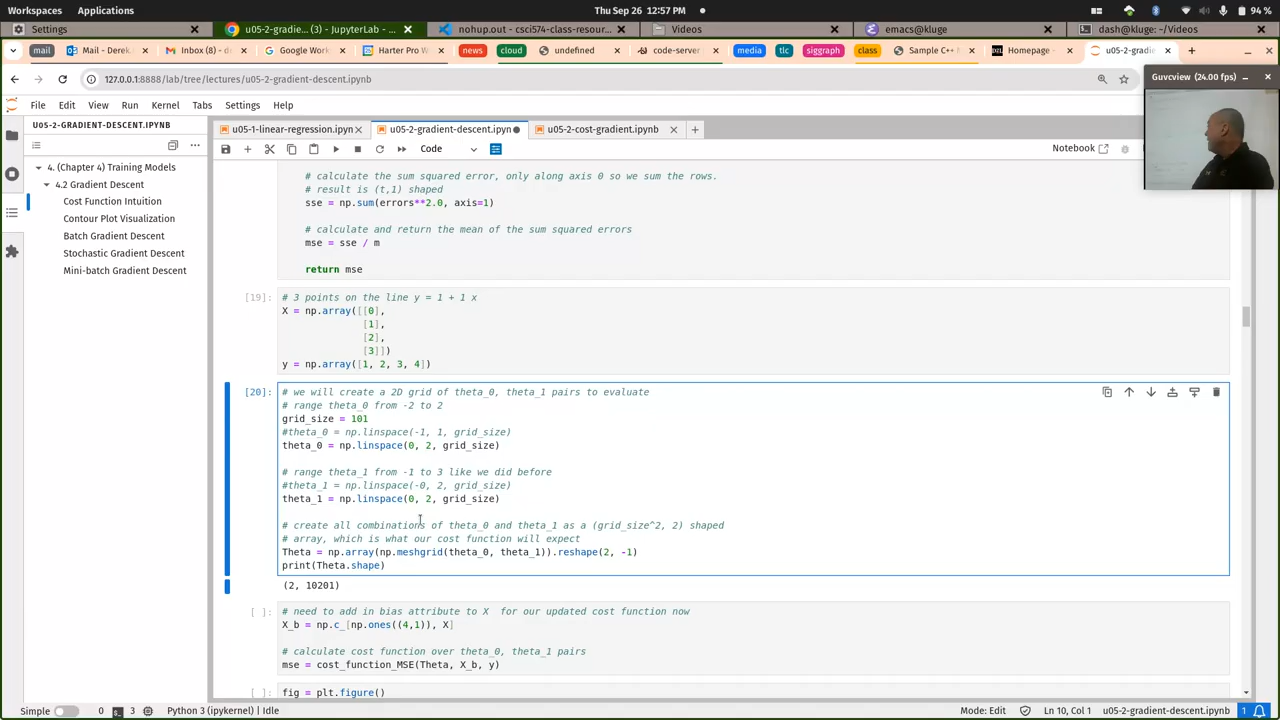 Workspaces Applications Thu Sep 26 12:57 PM 94 %
Settings u05-2-gradie... (3) - JupyterLab - ... nohup.out - csci574-class-resour... Videos emacs@kluge dash@kluge: ~/Videos
mail Mail - Derek. Inbox (8) - d Google Work Harter Pro W news cloud undefined code-server media tlc siggraph class Sample C++ M Homepage - u05-2-gradi
127.0.0.1:8888/lab/tree/lectures/u05-2-gradient-descent.ipynb
Guvcview (24.00 fps)
File Edit View Run Kernel Tabs Settings Help
U05-2-GRADIENT-DESCENT.IPYNB
4. (Chapter 4) Training Models
4.2 Gradient Descent
Cost Function Intuition
Contour Plot Visualization
Batch Gradient Descent
Stochastic Gradient Descent
Mini-batch Gradient Descent
u05-1-linear-regression.ipyn u05-2-gradient-descent.ipyn u05-2-cost-gradient.ipynb
Code Notebook
# calculate the sum squared error, only along axis 0 so we sum the rows.
# result is (t,1) shaped
sse = np.sum(errors**2.0, axis=1)
# calculate and return the mean of the sum squared errors
mse = sse / m
return mse
[19]: # 3 points on the line y = 1 + 1 x
X = np.array([[0],
[1],
[2],
[3]])
y = np.array([1, 2, 3, 4])
[20]: # we will create a 2D grid of theta_0, theta_1 pairs to evaluate
# range theta_0 from -2 to 2
grid_size = 101
#theta_0 = np.linspace(-1, 1, grid_size)
theta_0 = np.linspace(0, 2, grid_size)
# range theta_1 from -1 to 3 like we did before
#theta_1 = np.linspace(-0, 2, grid_size)
theta_1 = np.linspace(0, 2, grid_size)
# create all combinations of theta_0 and theta_1 as a (grid_size^2, 2) shaped
# array, which is what our cost function will expect
Theta = np.array(np.meshgrid(theta_0, theta_1)).reshape(2, -1)
print(Theta.shape)
(2, 10201)
[ ]: # need to add in bias attribute to X  for our updated cost function now
X_b = np.c_[np.ones((4,1)), X]
# calculate cost function over theta_0, theta_1 pairs
mse = cost_function_MSE(Theta, X_b, y)
[ ]: fig = plt.figure()
Simple 0 3 Python 3 (ipykernel) | Idle Mode: Edit Ln 10, Col 1 u05-2-gradient-descent.ipynb 1